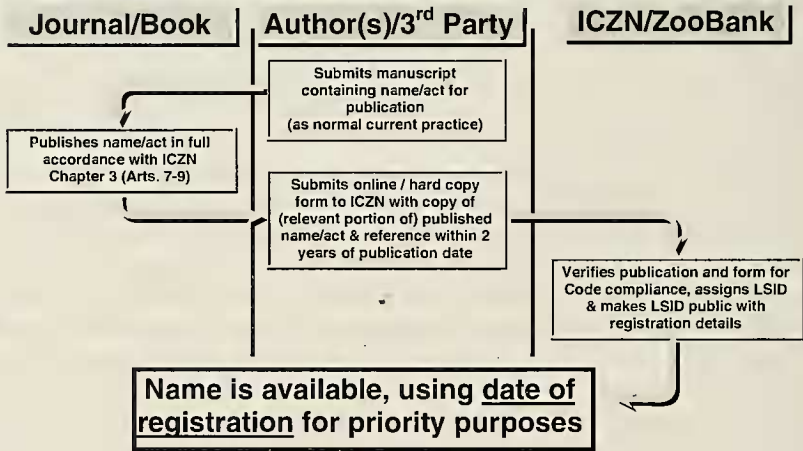 Journal/Book
Author(s)/3rd Party
ICZN/ZooBank
Submits manuscript
containing name/act for
publication
(as normal current practice)
Publishes name/act in full
accordance with ICZN
Chapter 3 (Arts. 7-9)
Submits online / hard copy
form to ICZN with copy of
(relevant portion of) published
name/act & reference within 2
years of publication date
Verifies publication and form for
Code compliance, assigns LSID
& makes LSID public with
registration details
Name is available, using date of
registration for priority purposes